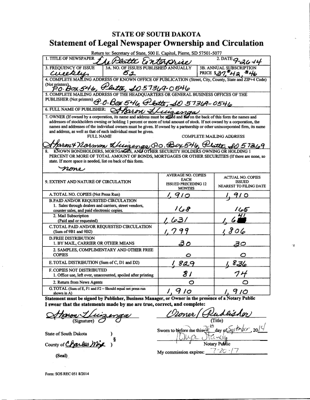 STATE OF SOUTH DAKOTA
Statement of Legal Newspaper Ownership and Circulation
Return to: Secretary of State, 500 E. Capitol, Pierre, SD 57501-5077
1. TITLE OF NEWSPAPER The Platte Enterprise 2. DATE 9-26-14
3. FREQUENCY OF ISSUE Weekly
3A. NO. OF ISSUES PUBLISHED ANNUALLY 52
3B. ANNUAL SUBSCRIPTION PRICE
4. COMPLETE MAILING ADDRESS OF KNOWN OFFICE OF PUBLICATION (Street, City, County, State and ZIP+4 Code) (Not printers)
PO Box 546, Platte, SD 57369-0546
5. COMPLETE MAILING ADDRESS OF THE HEADQUARTERS OR GENERAL BUSINESS OFFICES OF THE PUBLISHER (Not printer)
P.O. Box 546, Platte, SD 57369-0546
6. FULL NAME OF PUBLISHER: Sharon Huizenga
7. OWNER (If owned by a corporation, its name and address must be stated and also on the back of this form the names and
addresses of stockholders owning or holding 1 percent or more of total amount of stock. If not owned by a corporation, the
names and addresses of the individual owners must be given. If owned by a partnership or other unincorporated firm, its name
and address, as well as that of each individual must be given.
FULL NAME COMPLETE MAILING ADDRESS
Sharon Huizenga, P.O. Box 546, Platte, SD 57369
8. KNOWN BONDHOLDERS, MORTGAGEES, AND OTHER SECURITY HOLDERS OWNING OR HOLDING 1
PERCENT OR MORE OF TOTAL AMOUNT OF BONDS, MORTGAGES OR OTHER SECURITIES (If there are none, so
state. If more space is needed, list on back of this form.
None
9. EXTENT AND NATURE OF CIRCULATION
AVERAGE NO. COPIES EACH ISSUED PRECEDING 12 MONTHS
ACTUAL NO. COPIES ISSUED NEAREST TO FILING DATE
A. TOTAL NO. COPIES (Net Press Run) 1,910 1,910
B. PAID AND/OR REQUESTED CIRCULATION
1. Sales through dealers and carriers, street vendors,
counter sales, and paid electronic copies. 168 165
2. Mail Subscriptions
(Paid and or requested) 1,631 1,641
C. TOTAL PAID AND/OR REQUESTED CIRCULATION
(Sum of 9B1 and 9B2) 1,799 1,806
D. FREE DISTRIBUTION
1. BY MAIL, CARRIER OR OTHER MEANS 30 30
2. SAMPLES, COMPLIMENTARY AND OTHER FREE
COPIES 0 0
E. TOTAL DISTRIBUTION (Sum of C, D1 and D2) 1,829 1,836
F. COPIES NOT DISTRIBUTED
1. Office use, left over, unaccounted, spoiled after printing 81 74
2. Return from News Agents 0 0
G. TOTAL (Sum of E, F1 and F2 - Should equal net press run
shown in A) 1,910 1,910
Statement must be signed by Publisher, Business Manager, or Owner in the presence of a Notary Public
I swear that the statements made by me are true, correct, and complete:
Sharon Huizenga Owner/Publisher
(Signature) (Title)
State of South Dakota )
§
County of Charles Mix )
Sworn to before me this day of September, 2014
Notary Public
(Seal) My commission expires:
Form: SOS REC 051 8/2014